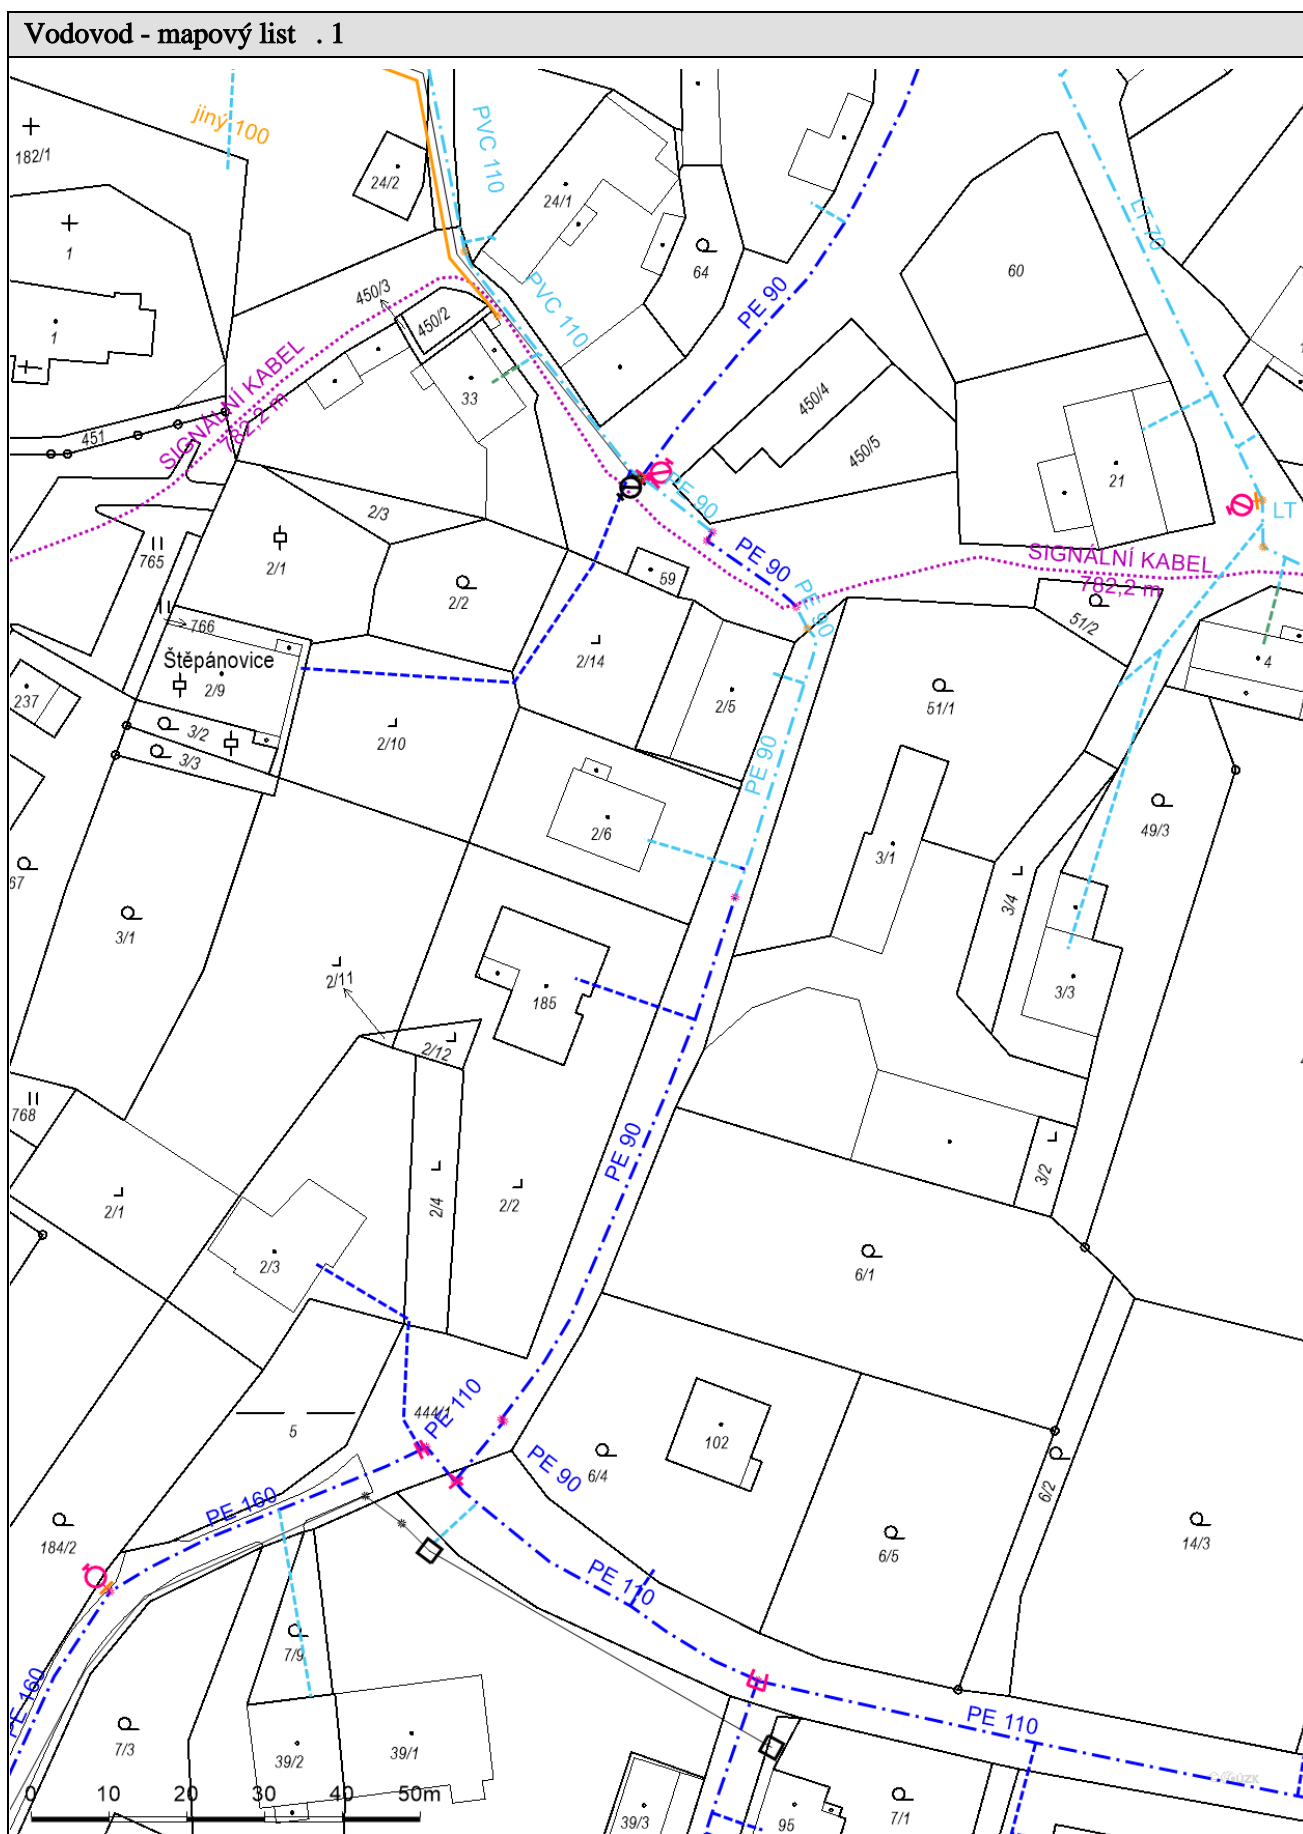 Vodovod - mapový list . 1
jiný 100
PVC 110
182/1
24/2
24/1
LT 70
1
64
60
450/3
PVC 110
PE 90
1
450/2
SIGNÁLNÍ KABEL
782,2 m
33
450/4
451
450/5
21
PE 90
LT
2/3
765
2/1
PE 90
SIGNÁLNÍ KABEL
782,2 m
59
2/2
PE 90
51/2
766
Štěpánovice
2/14
4
2/9
237
2/5
51/1
3/2
2/10
3/3
PE 90
2/6
49/3
3/1
67
3/4
3/1
2/11
3/3
185
2/12
768
PE 90
3/2
2/1
2/4
2/2
6/1
2/3
444/1
PE 110
5
102
PE 90
6/4
6/2
PE 160
184/2
6/5
14/3
PE 110
7/9
PE 160
PE 110
7/3
39/2
39/1
0 10 20 30 40 50m
39/3
95
7/1